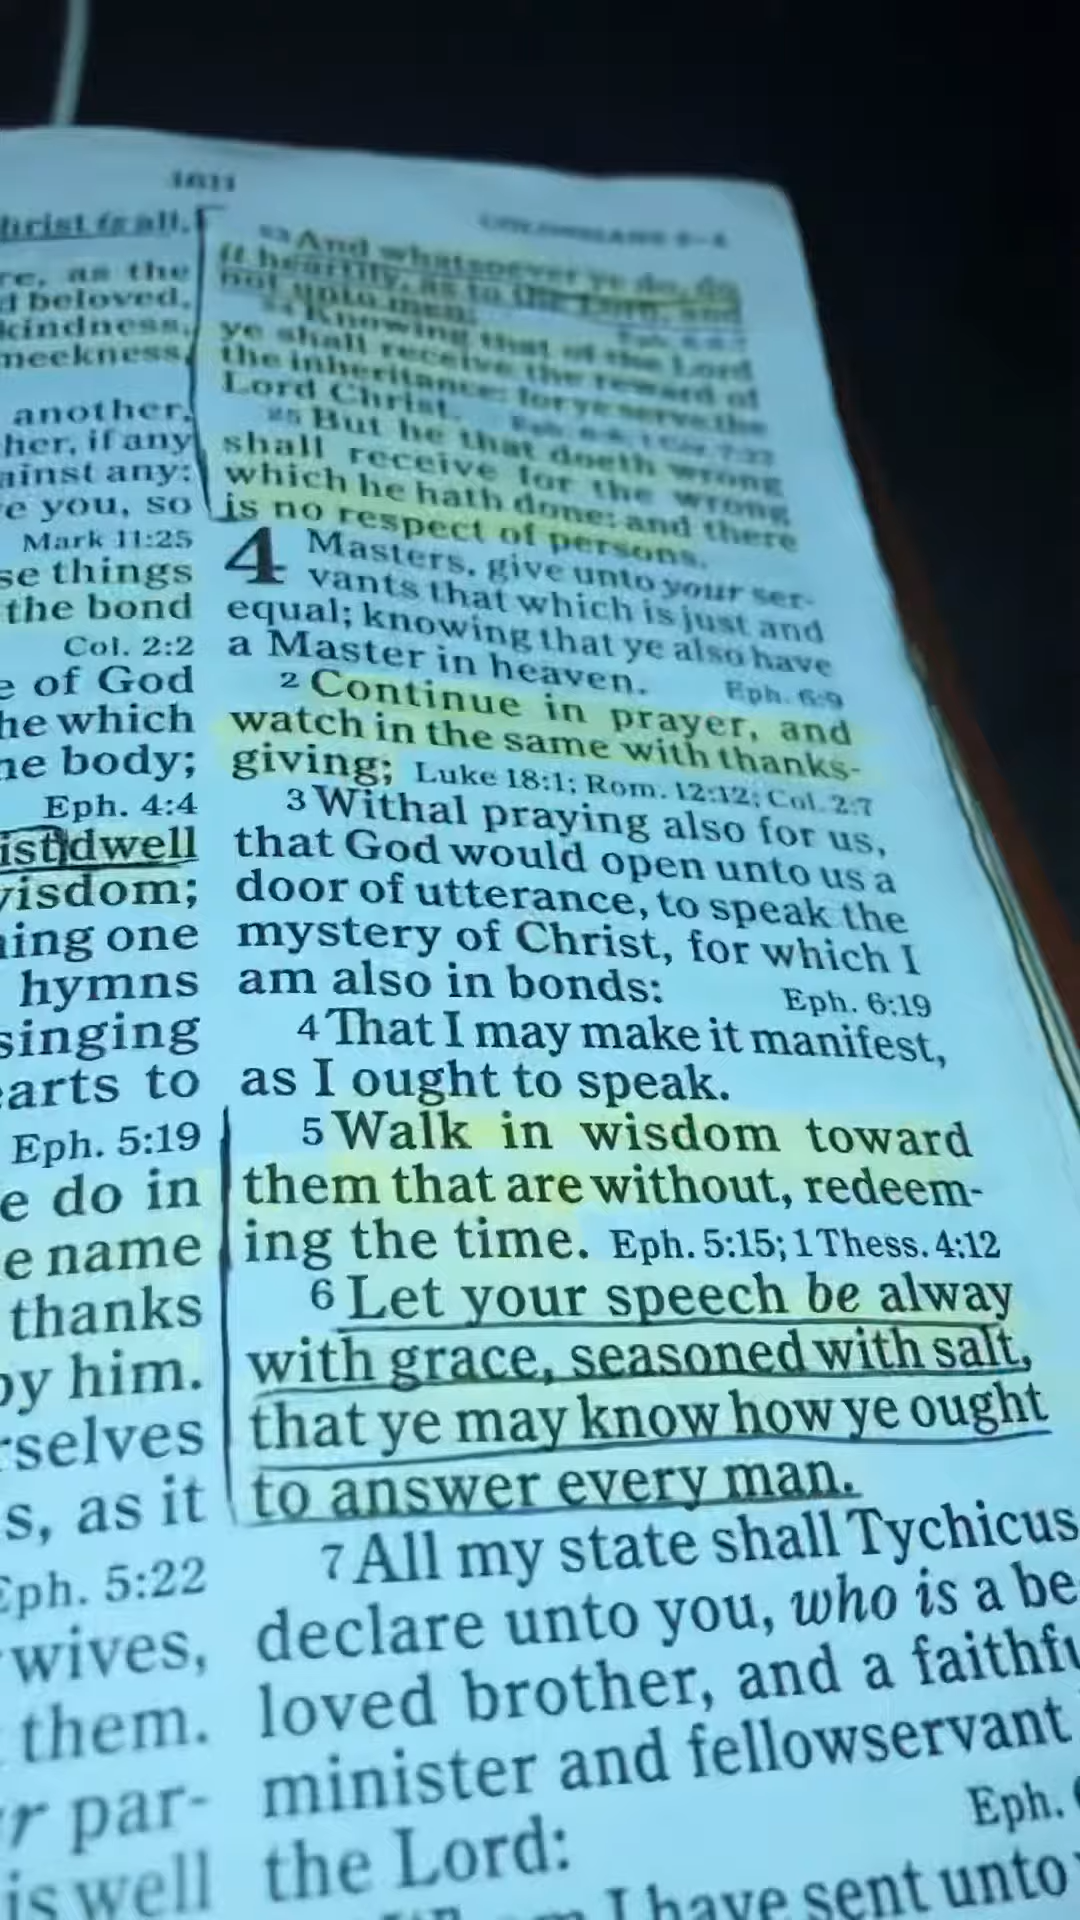 1611
COLOSSIANS 3–4
hrist is all,
re, as the
d beloved,
kindness,
meekness,
another,
her, if any
ainst any:
e you, so
Mark 11:25
se things
the bond
Col. 2:2
e of God
he which
ne body;
Eph. 4:4
ist dwell
visdom;
ning one
hymns
singing
earts to
Eph. 5:19
e do in
e name
thanks
by him.
rselves
s, as it
Eph. 5:22
wives,
them.
r par-
is well
23 And whatsoever ye do, do
it heartily, as to the Lord, and
not unto men;
24 Knowing that of the Lord
ye shall receive the reward of
the inheritance: for ye serve the
Lord Christ.
25 But he that doeth wrong
shall receive for the wrong
which he hath done: and there
is no respect of persons.
4 Masters, give unto your ser-
vants that which is just and
equal; knowing that ye also have
a Master in heaven. Eph. 6:9
2 Continue in prayer, and
watch in the same with thanks-
giving; Luke 18:1; Rom. 12:12; Col. 2:7
3 Withal praying also for us,
that God would open unto us a
door of utterance, to speak the
mystery of Christ, for which I
am also in bonds: Eph. 6:19
4 That I may make it manifest,
as I ought to speak.
5 Walk in wisdom toward
them that are without, redeem-
ing the time. Eph. 5:15; 1 Thess. 4:12
6 Let your speech be alway
with grace, seasoned with salt,
that ye may know how ye ought
to answer every man.
7 All my state shall Tychicus
declare unto you, who is a be-
loved brother, and a faithfu
minister and fellowservant
the Lord: Eph.
I have sent unto